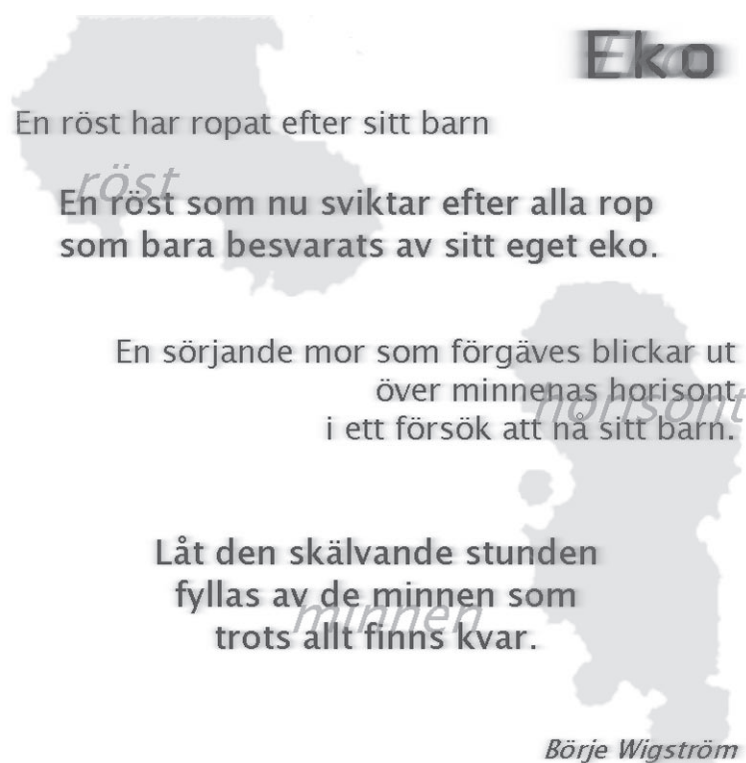 Eko
En röst har ropat efter sitt barn
röst
En röst som nu sviktar efter alla rop
som bara besvarats av sitt eget eko.
En sörjande mor som förgäves blickar ut
över minnenas horisont
horisont
i ett försök att nå sitt barn.
Låt den skälvande stunden
fyllas av de minnen som
minnen
trots allt finns kvar.
Börje Wigström